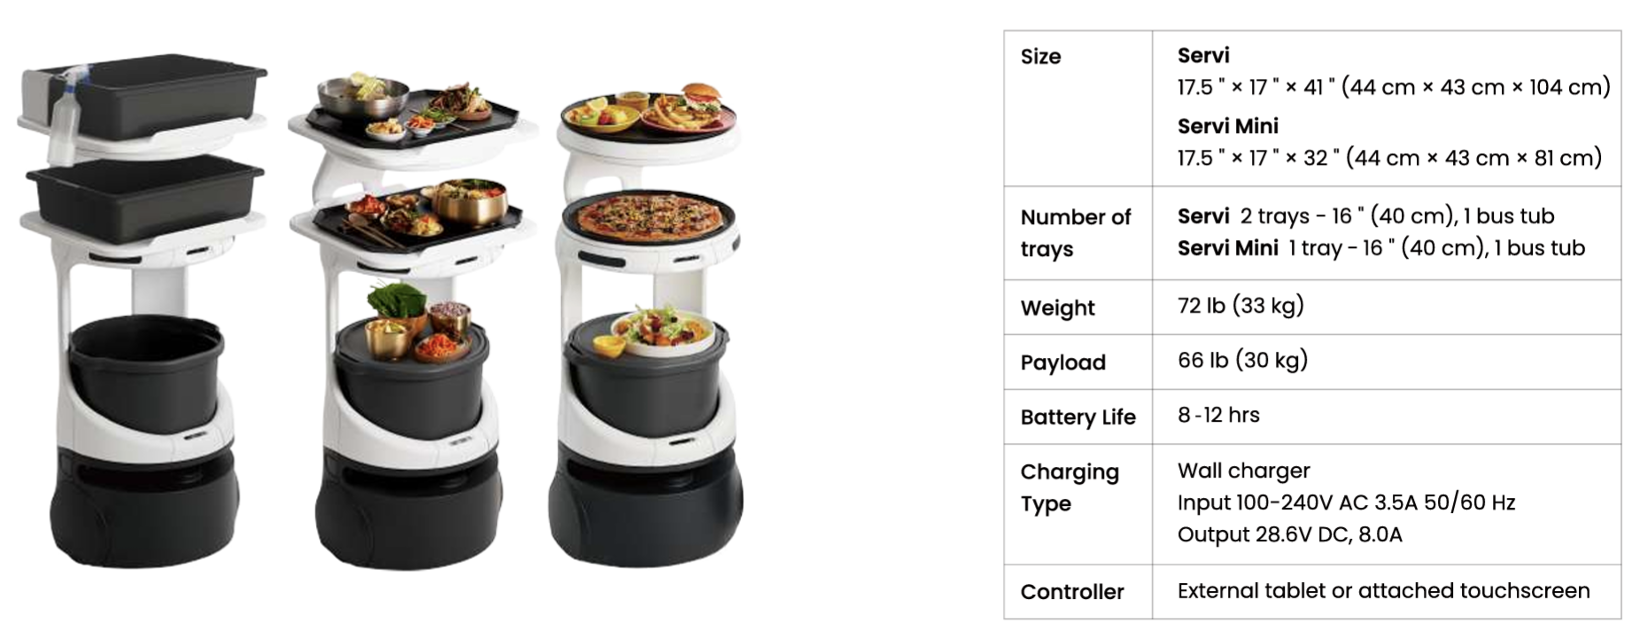 Size
Servi
17.5 " × 17 " × 41 " (44 cm × 43 cm × 104 cm)
Servi Mini
17.5 " × 17 " × 32 " (44 cm × 43 cm × 81 cm)
Number of
trays
Servi 2 trays - 16 " (40 cm), 1 bus tub
Servi Mini 1 tray - 16 " (40 cm), 1 bus tub
Weight
72 lb (33 kg)
Payload
66 lb (30 kg)
Battery Life
8-12 hrs
Charging
Type
Wall charger
Input 100-240V AC 3.5A 50/60 Hz
Output 28.6V DC, 8.0A
Controller
External tablet or attached touchscreen